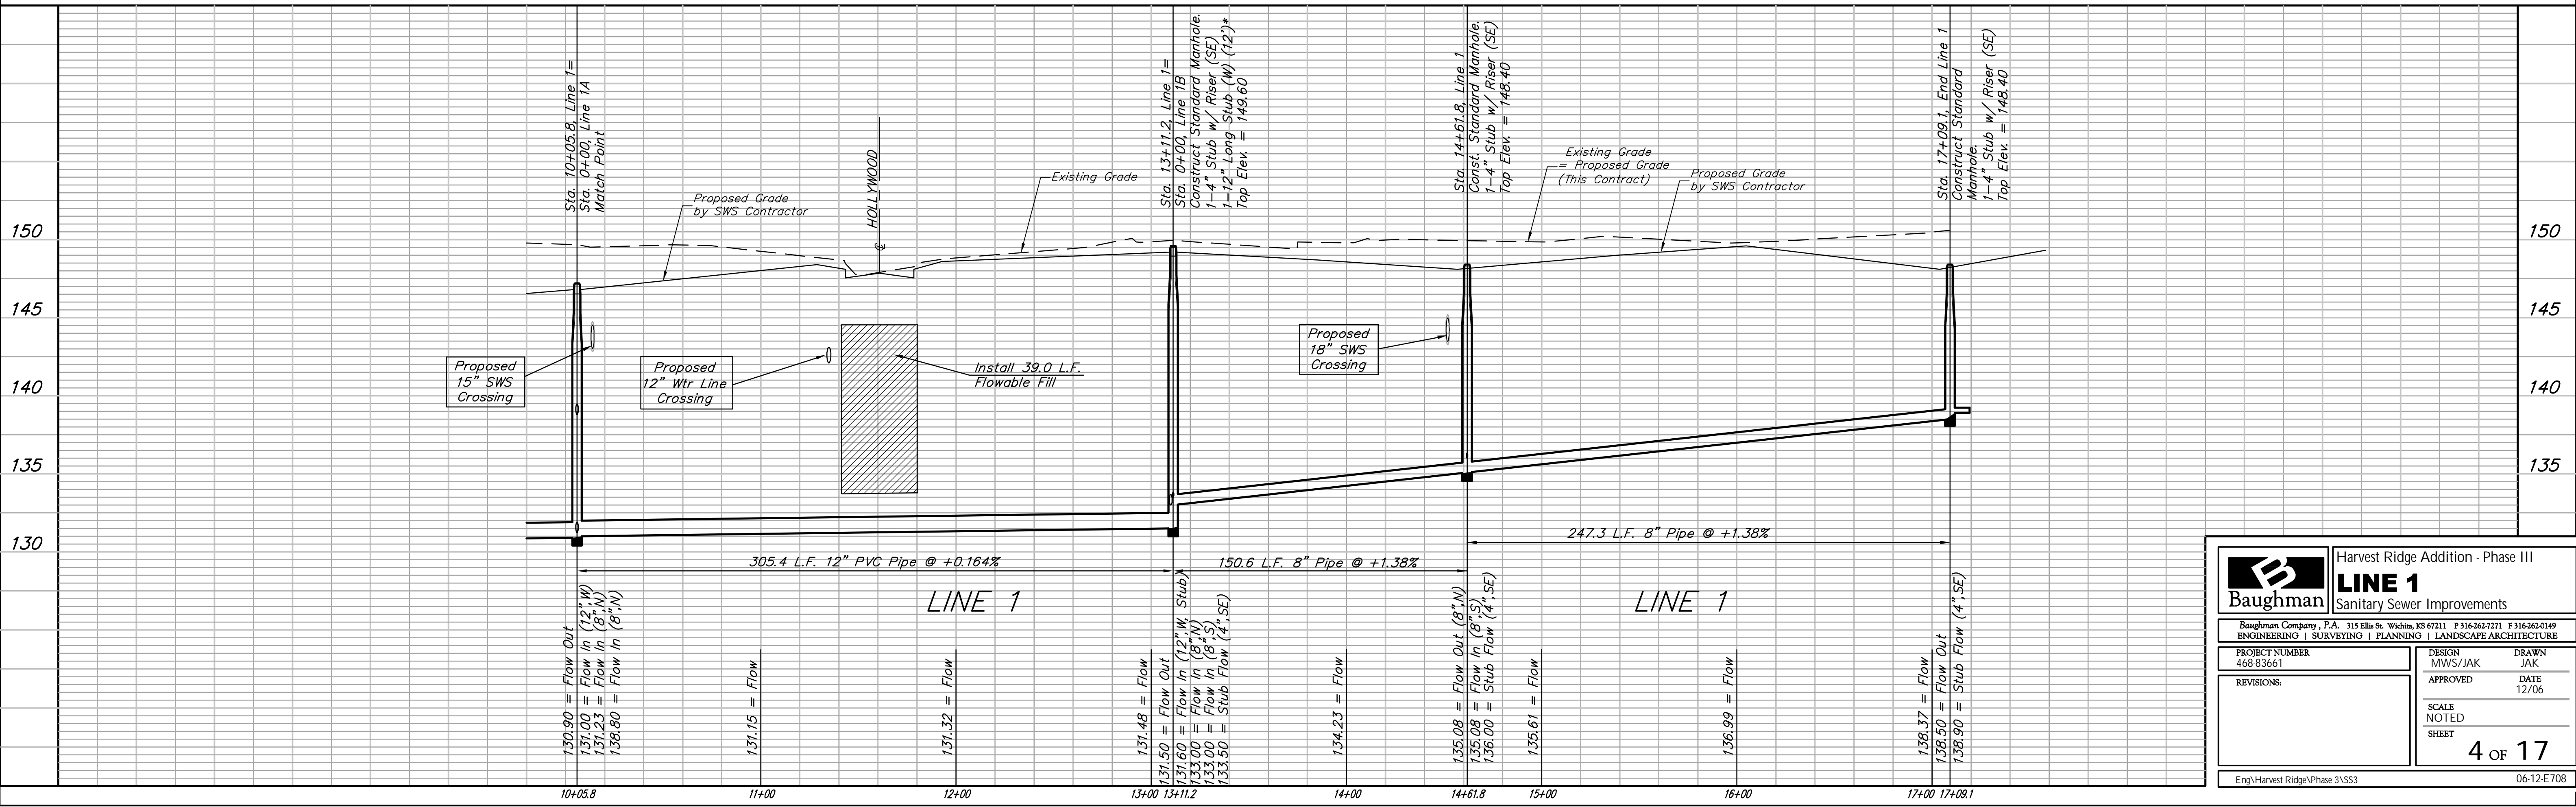 Sta. 10+05.8, Line 1=
Sta. 0+00, Line 1A
Match Point
HOLLYWOOD
℄
Sta. 13+11.2, Line 1=
Sta. 0+00, Line 1B
Construct Standard Manhole.
1-4" Stub w/ Riser (SE)
1-12" Long Stub (W) (12')*
Top Elev. = 149.60
Sta. 14+61.8, Line 1
Const. Standard Manhole.
1-4" Stub w/ Riser (SE)
Top Elev. = 148.40
Sta. 17+09.1, End Line 1
Construct Standard
Manhole.
1-4" Stub w/ Riser (SE)
Top Elev. = 148.40
Proposed Grade
by SWS Contractor
Existing Grade
Existing Grade
= Proposed Grade
(This Contract)
Proposed Grade
by SWS Contractor
150
145
140
135
130
150
145
140
135
Proposed
15" SWS
Crossing
Proposed
12" Wtr Line
Crossing
Install 39.0 L.F.
Flowable Fill
Proposed
18" SWS
Crossing
305.4 L.F. 12" PVC Pipe @ +0.164%
150.6 L.F. 8" Pipe @ +1.38%
247.3 L.F. 8" Pipe @ +1.38%
LINE 1
LINE 1
130.90 = Flow Out
131.00 = Flow In (12",W)
131.23 = Flow In (8",N)
138.80 = Flow In (8",N)
131.15 = Flow
131.32 = Flow
131.48 = Flow
131.50 = Flow Out
131.60 = Flow In (12",W, Stub)
133.00 = Flow In (8",N)
133.00 = Flow In (8",S)
133.50 = Stub Flow (4",SE)
134.23 = Flow
135.08 = Flow Out (8",N)
135.08 = Flow In (8",S)
136.00 = Stub Flow (4",SE)
135.61 = Flow
136.99 = Flow
138.37 = Flow
138.50 = Flow Out
138.90 = Stub Flow (4",SE)
10+05.8
11+00
12+00
13+00
13+11.2
14+00
14+61.8
15+00
16+00
17+00
17+09.1
B
Baughman
Harvest Ridge Addition - Phase III
LINE 1
Sanitary Sewer Improvements
Baughman Company, P.A. 315 Ellis St. Wichita, KS 67211 P 316-262-7271 F 316-262-0149
ENGINEERING | SURVEYING | PLANNING | LANDSCAPE ARCHITECTURE
PROJECT NUMBER
468-83661
DESIGN
MWS/JAK
DRAWN
JAK
REVISIONS:
APPROVED
DATE
12/06
SCALE
NOTED
SHEET
4 OF 17
Eng\Harvest Ridge\Phase 3\SS3
06-12-E708